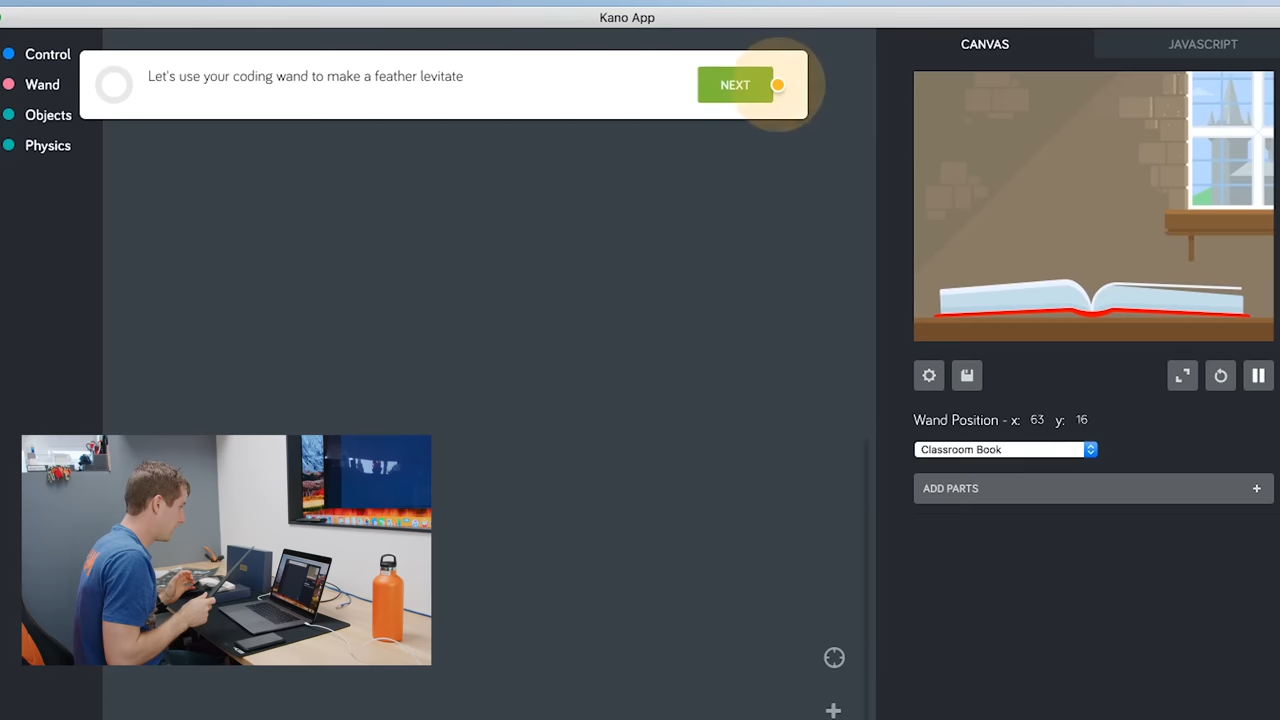 Kano App
Control
Wand
Objects
Physics
Let's use your coding wand to make a feather levitate
NEXT
CANVAS
JAVASCRIPT
Wand Position - x: 63 y: 16
Classroom Book
ADD PARTS +